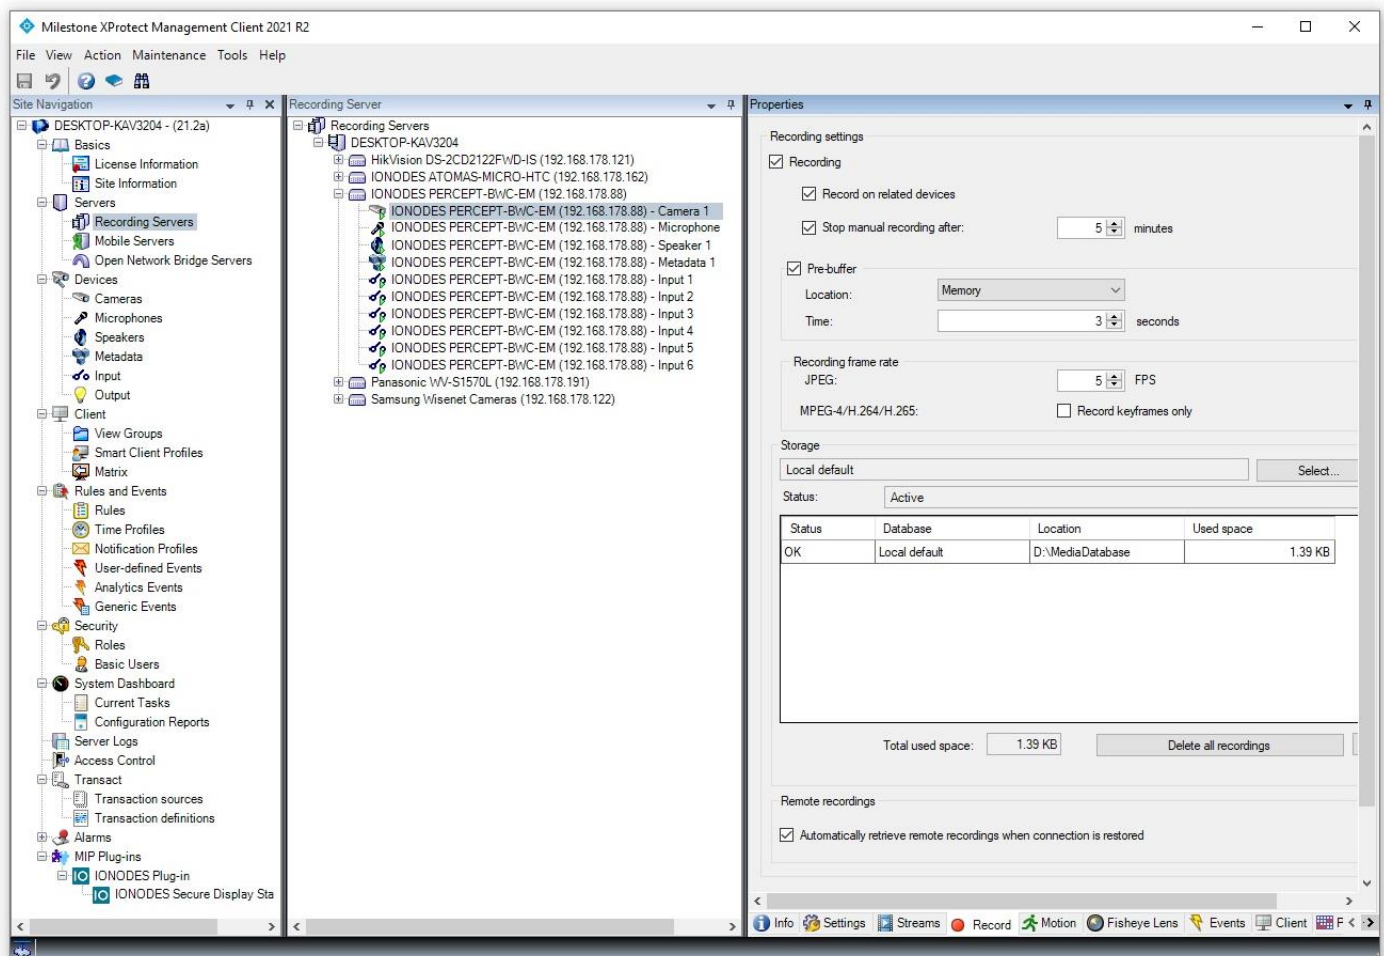 Milestone XProtect Management Client 2021 R2
File View Action Maintenance Tools Help
Site Navigation
DESKTOP-KAV3204 - (21.2a)
Basics
License Information
Site Information
Servers
Recording Servers
Mobile Servers
Open Network Bridge Servers
Devices
Cameras
Microphones
Speakers
Metadata
Input
Output
Client
View Groups
Smart Client Profiles
Matrix
Rules and Events
Rules
Time Profiles
Notification Profiles
User-defined Events
Analytics Events
Generic Events
Security
Roles
Basic Users
System Dashboard
Current Tasks
Configuration Reports
Server Logs
Access Control
Transact
Transaction sources
Transaction definitions
Alarms
MIP Plug-ins
IONODES Plug-in
IONODES Secure Display Sta
Recording Server
Recording Servers
DESKTOP-KAV3204
HikVision DS-2CD2122FWD-IS (192.168.178.121)
IONODES ATOMAS-MICRO-HTC (192.168.178.162)
IONODES PERCEPT-BWC-EM (192.168.178.88)
IONODES PERCEPT-BWC-EM (192.168.178.88) - Camera 1
IONODES PERCEPT-BWC-EM (192.168.178.88) - Microphone
IONODES PERCEPT-BWC-EM (192.168.178.88) - Speaker 1
IONODES PERCEPT-BWC-EM (192.168.178.88) - Metadata 1
IONODES PERCEPT-BWC-EM (192.168.178.88) - Input 1
IONODES PERCEPT-BWC-EM (192.168.178.88) - Input 2
IONODES PERCEPT-BWC-EM (192.168.178.88) - Input 3
IONODES PERCEPT-BWC-EM (192.168.178.88) - Input 4
IONODES PERCEPT-BWC-EM (192.168.178.88) - Input 5
IONODES PERCEPT-BWC-EM (192.168.178.88) - Input 6
Panasonic WV-S1570L (192.168.178.191)
Samsung Wisenet Cameras (192.168.178.122)
Properties
Recording settings
Recording
Record on related devices
Stop manual recording after: 5 minutes
Pre-buffer
Location: Memory
Time: 3 seconds
Recording frame rate
JPEG: 5 FPS
MPEG-4/H.264/H.265: Record keyframes only
Storage
Local default Select...
Status: Active
Status Database Location Used space
OK Local default D:\MediaDatabase 1.39 KB
Total used space: 1.39 KB Delete all recordings
Remote recordings
Automatically retrieve remote recordings when connection is restored
Info Settings Streams Record Motion Fisheye Lens Events Client F